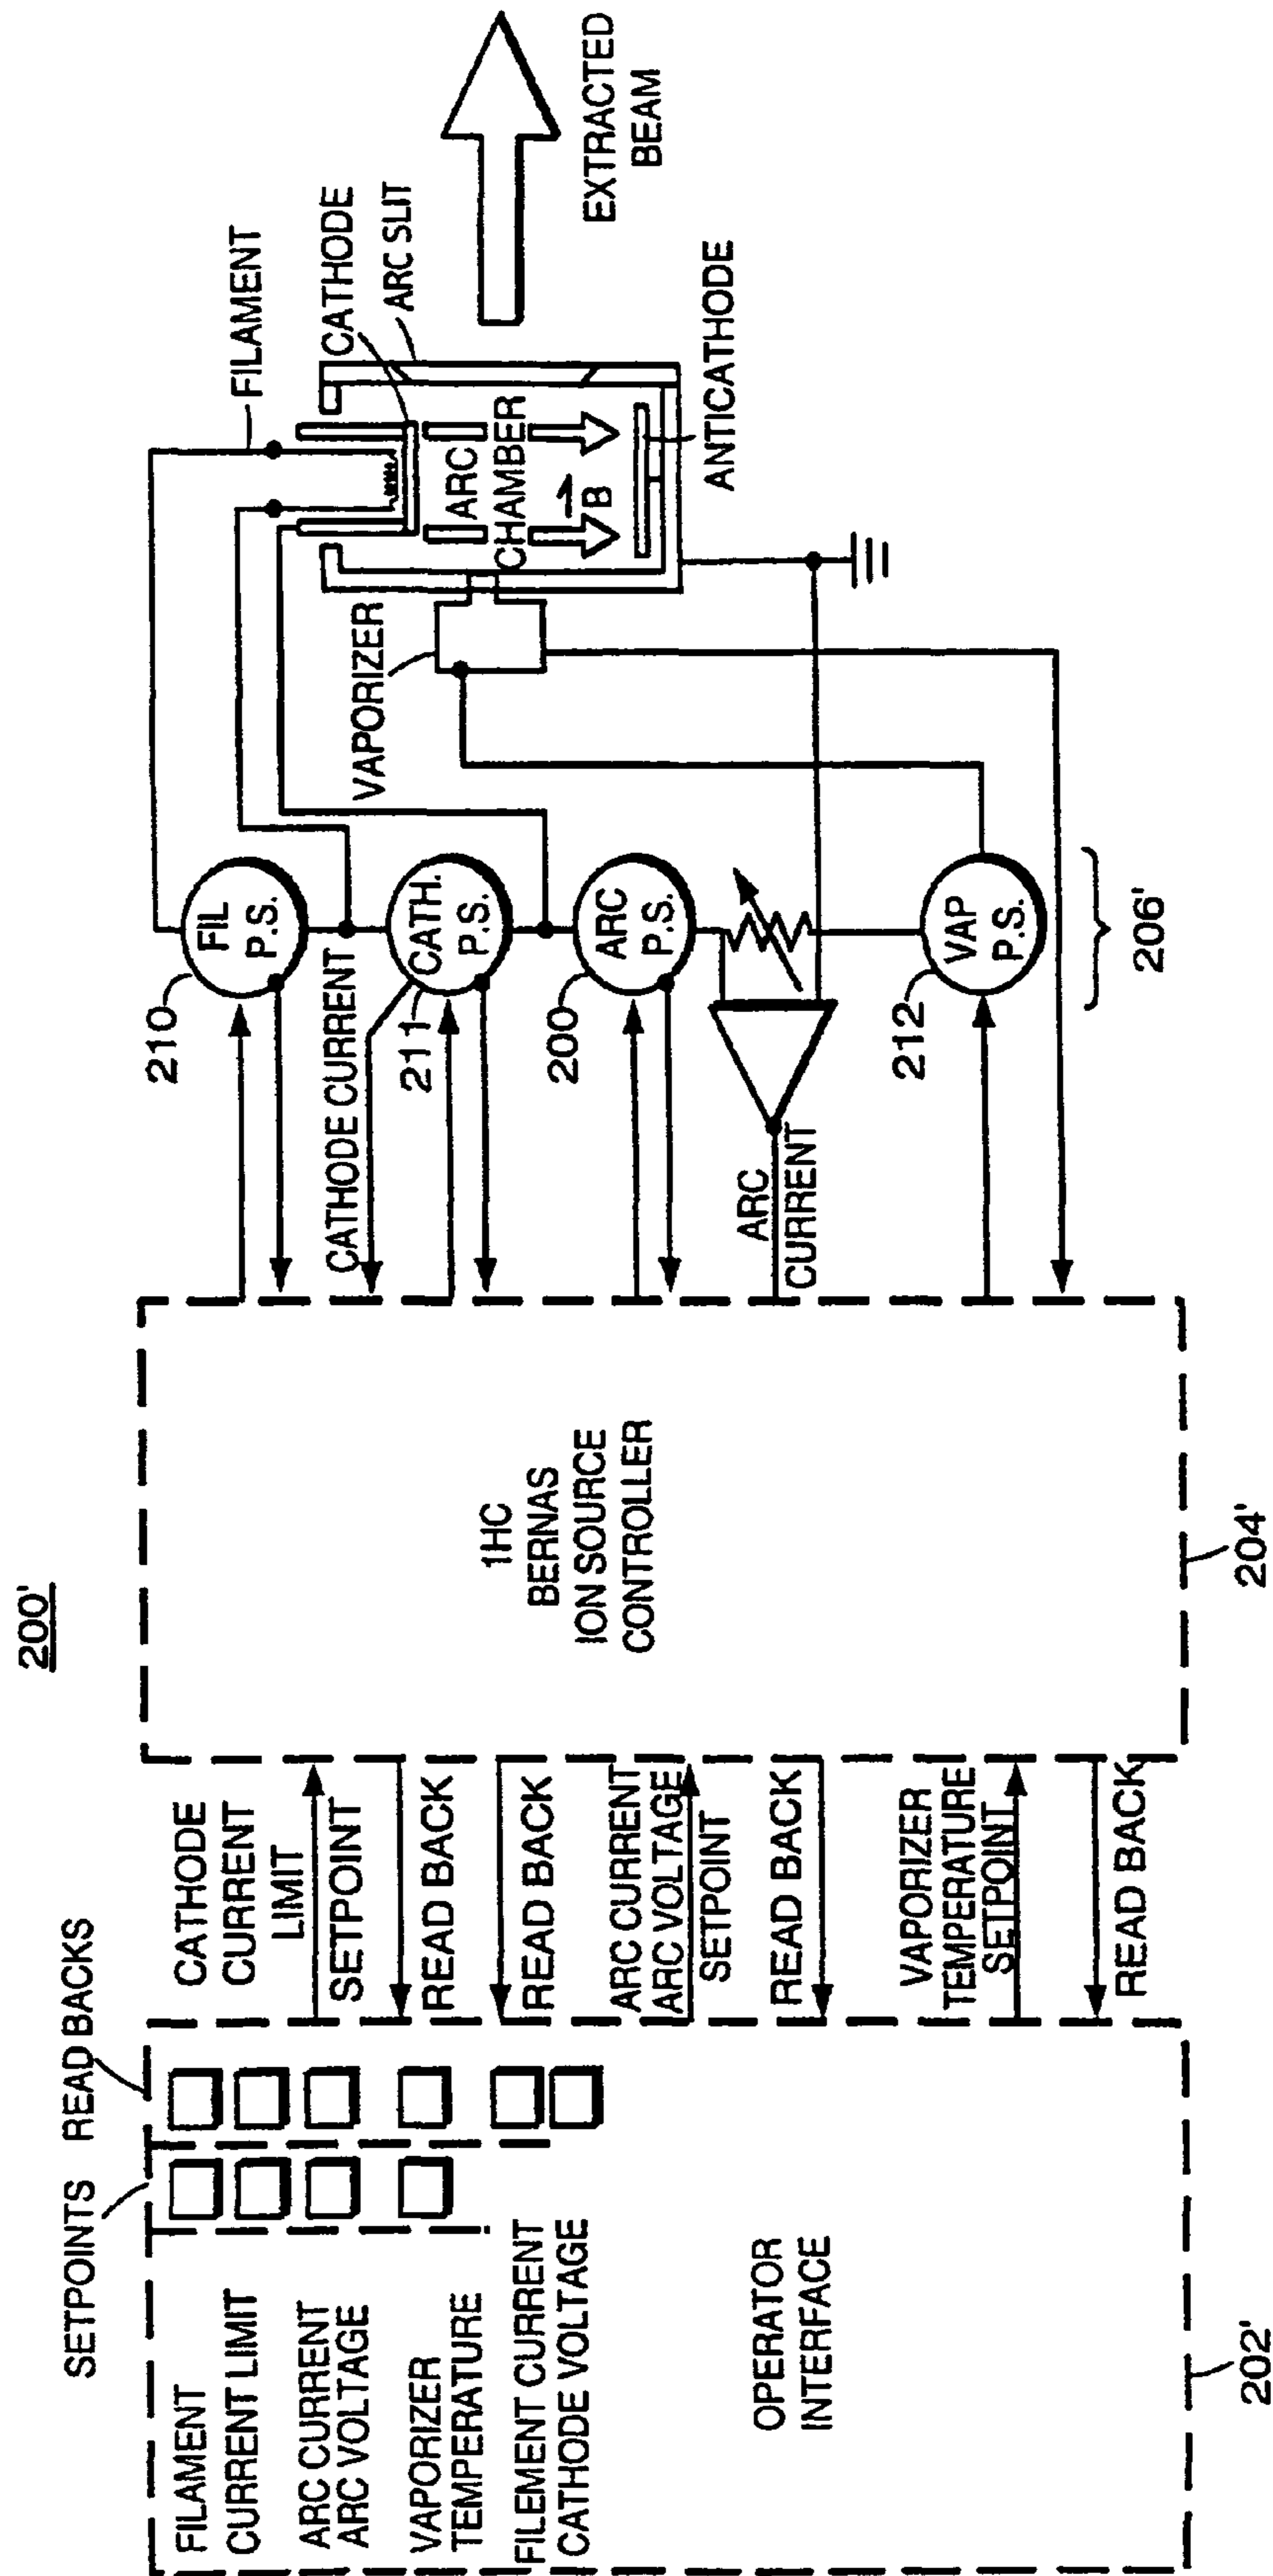 200'
SETPOINTS
READ BACKS
FILAMENT
CURRENT LIMIT
ARC CURRENT
ARC VOLTAGE
VAPORIZER
TEMPERATURE
FILEMENT CURRENT
CATHODE VOLTAGE
OPERATOR
INTERFACE
202'
CATHODE
CURRENT
LIMIT
SETPOINT
READ BACK
READ BACK
ARC CURRENT
ARC VOLTAGE
SETPOINT
READ BACK
VAPORIZER
TEMPERATURE
SETPOINT
READ BACK
1HC
BERNAS
ION SOURCE
CONTROLLER
204'
210
CATHODE CURRENT
211
200
ARC
CURRENT
212
FIL
P.S.
CATH.
P.S.
ARC
P.S.
VAP
P.S.
206'
VAPORIZER
FILAMENT
CATHODE
ARC SLIT
ARC
CHAMBER
B
ANTICATHODE
EXTRACTED
BEAM